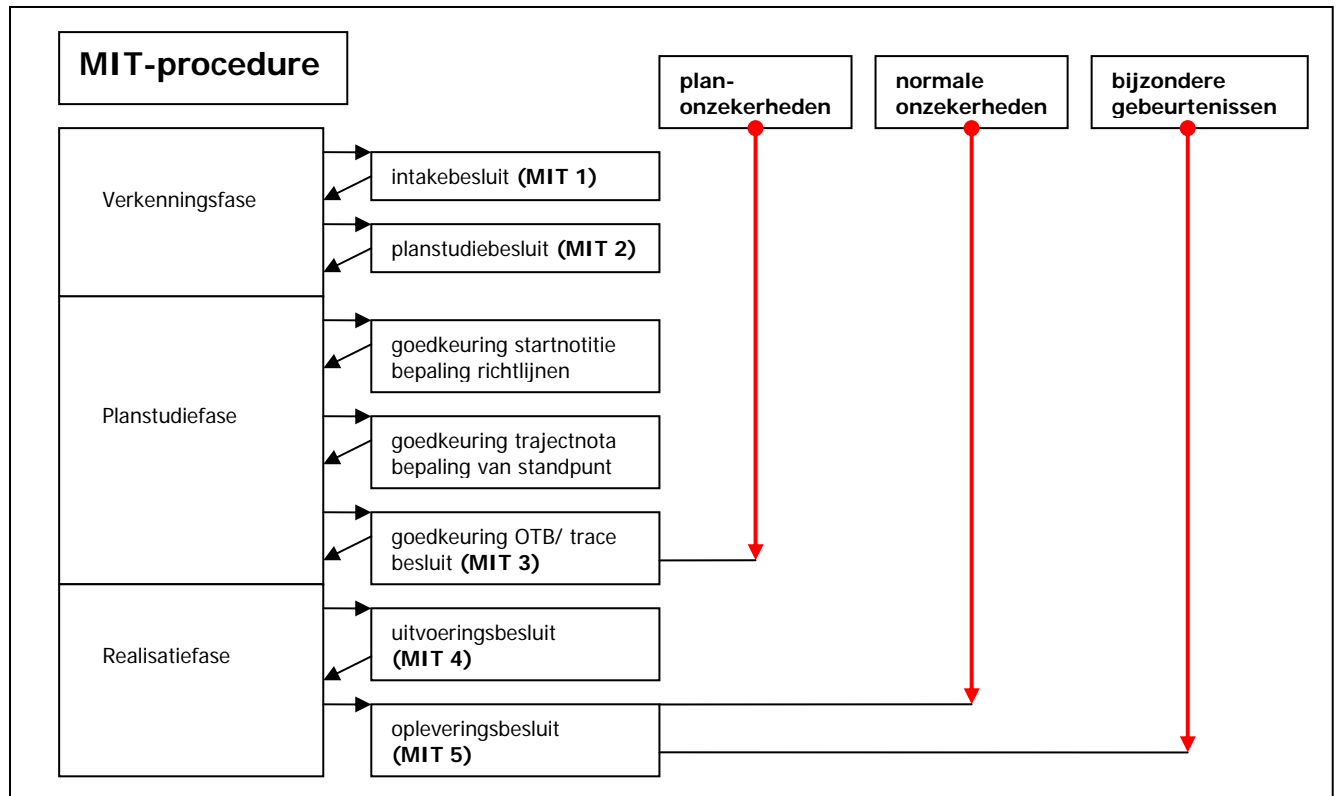 MIT-procedure
plan-
onzekerheden
normale
onzekerheden
bijzondere
gebeurtenissen
Verkenningsfase
intakebesluit (MIT 1)
planstudiebesluit (MIT 2)
Planstudiefase
goedkeuring startnotitie
bepaling richtlijnen
goedkeuring trajectnota
bepaling van standpunt
goedkeuring OTB/ trace
besluit (MIT 3)
Realisatiefase
uitvoeringsbesluit
(MIT 4)
opleveringsbesluit
(MIT 5)